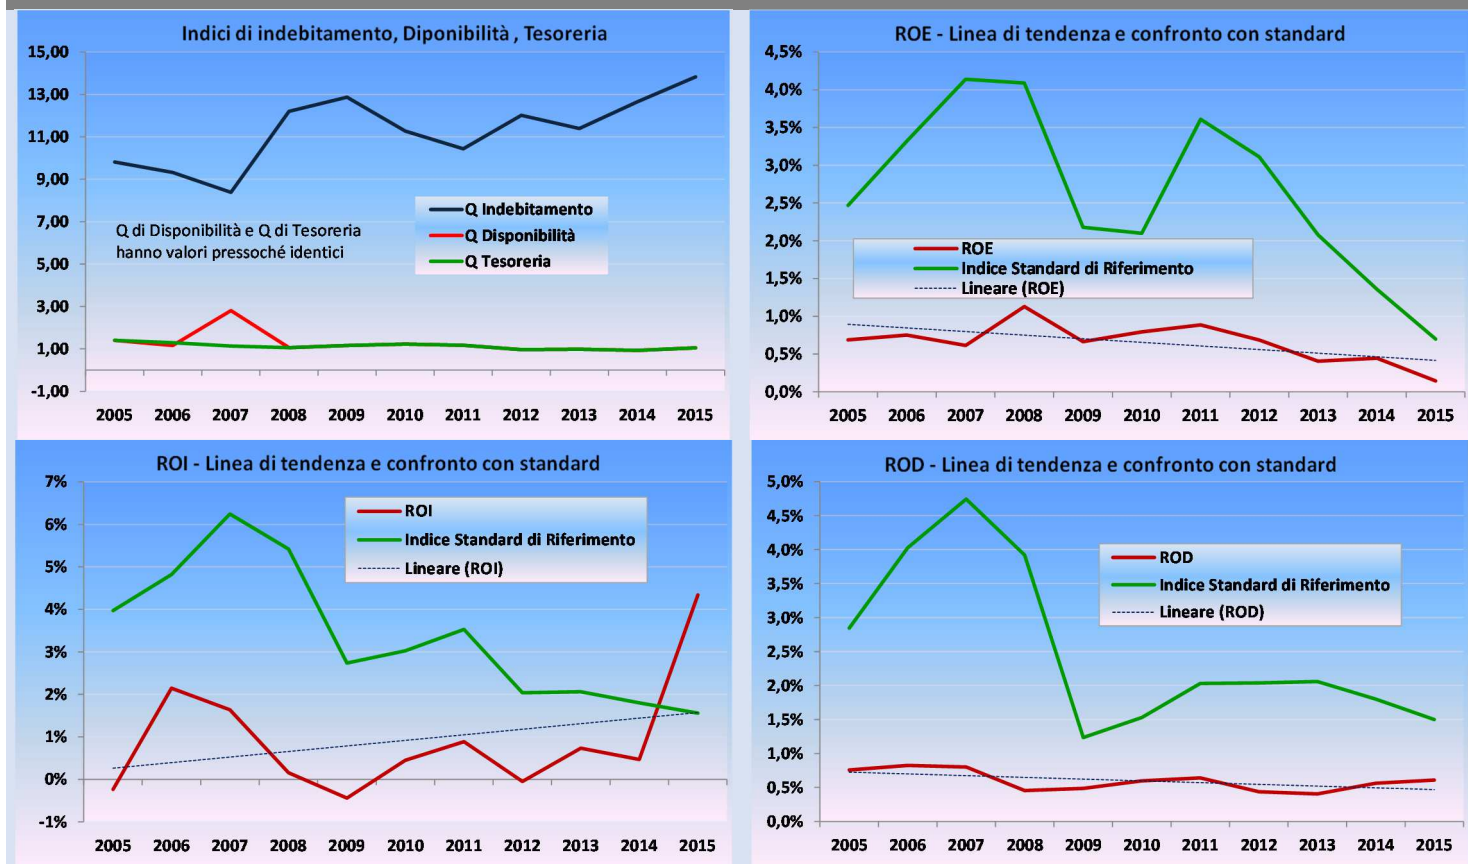 Indici di indebitamento, Diponibilità , Tesoreria
15,00
13,00
11,00
9,00
7,00
5,00
3,00
1,00
-1,00
Q Indebitamento
Q Disponibilità
Q Tesoreria
Q di Disponibilità e Q di Tesoreria
hanno valori pressoché identici
2005 2006 2007 2008 2009 2010 2011 2012 2013 2014 2015
ROE - Linea di tendenza e confronto con standard
4,5%
4,0%
3,5%
3,0%
2,5%
2,0%
1,5%
1,0%
0,5%
0,0%
ROE
Indice Standard di Riferimento
Lineare (ROE)
2005 2006 2007 2008 2009 2010 2011 2012 2013 2014 2015
ROI - Linea di tendenza e confronto con standard
7%
6%
5%
4%
3%
2%
1%
0%
-1%
ROI
Indice Standard di Riferimento
Lineare (ROI)
2005 2006 2007 2008 2009 2010 2011 2012 2013 2014 2015
ROD - Linea di tendenza e confronto con standard
5,0%
4,5%
4,0%
3,5%
3,0%
2,5%
2,0%
1,5%
1,0%
0,5%
0,0%
ROD
Indice Standard di Riferimento
Lineare (ROD)
2005 2006 2007 2008 2009 2010 2011 2012 2013 2014 2015